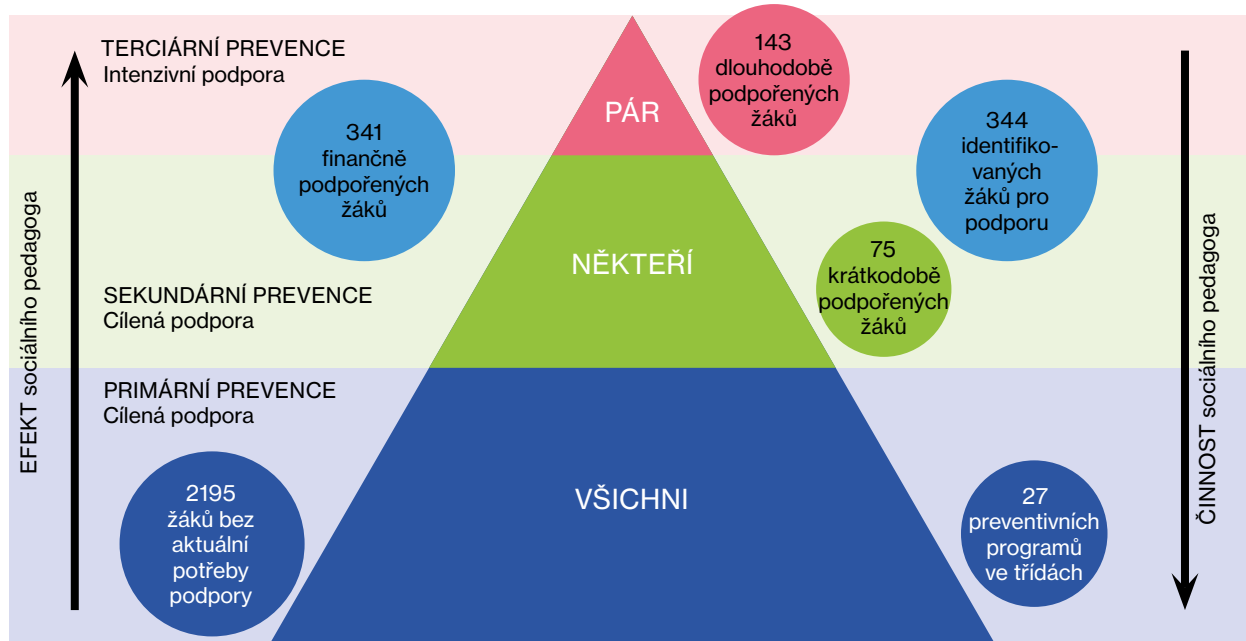 TERCIÁRNÍ PREVENCE
Intenzivní podpora
143
dlouhodobě
podpořených
žáků
PÁR
341
finančně
podpořených
žáků
344
identifiko-
vaných
žáků pro
podporu
NĚKTEŘÍ
75
krátkodobě
podpořených
žáků
SEKUNDÁRNÍ PREVENCE
Cílená podpora
PRIMÁRNÍ PREVENCE
Cílená podpora
VŠICHNI
2195
žáků bez
aktuální
potřeby
podpory
27
preventivních
programů
ve třídách
EFEKT sociálního pedagoga
ČINNOST sociálního pedagoga